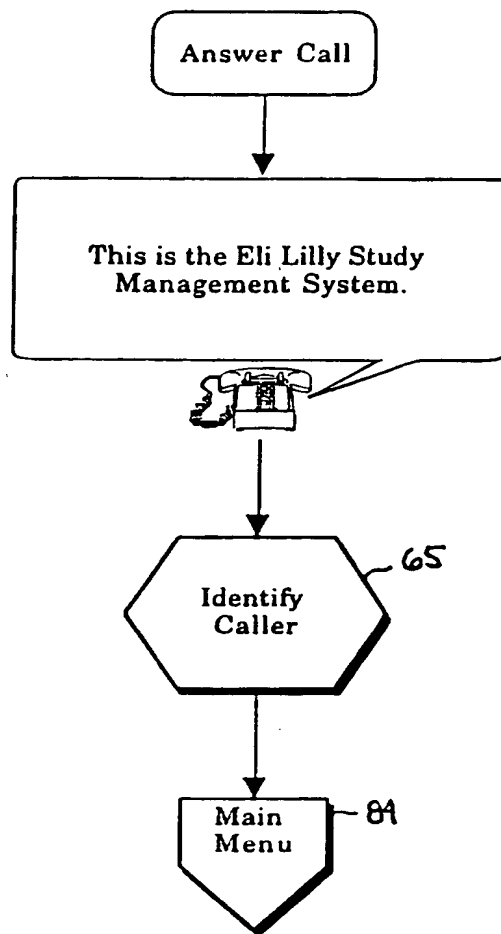 Answer Call
This is the Eli Lilly Study
Management System.
65
Identify
Caller
84
Main
Menu